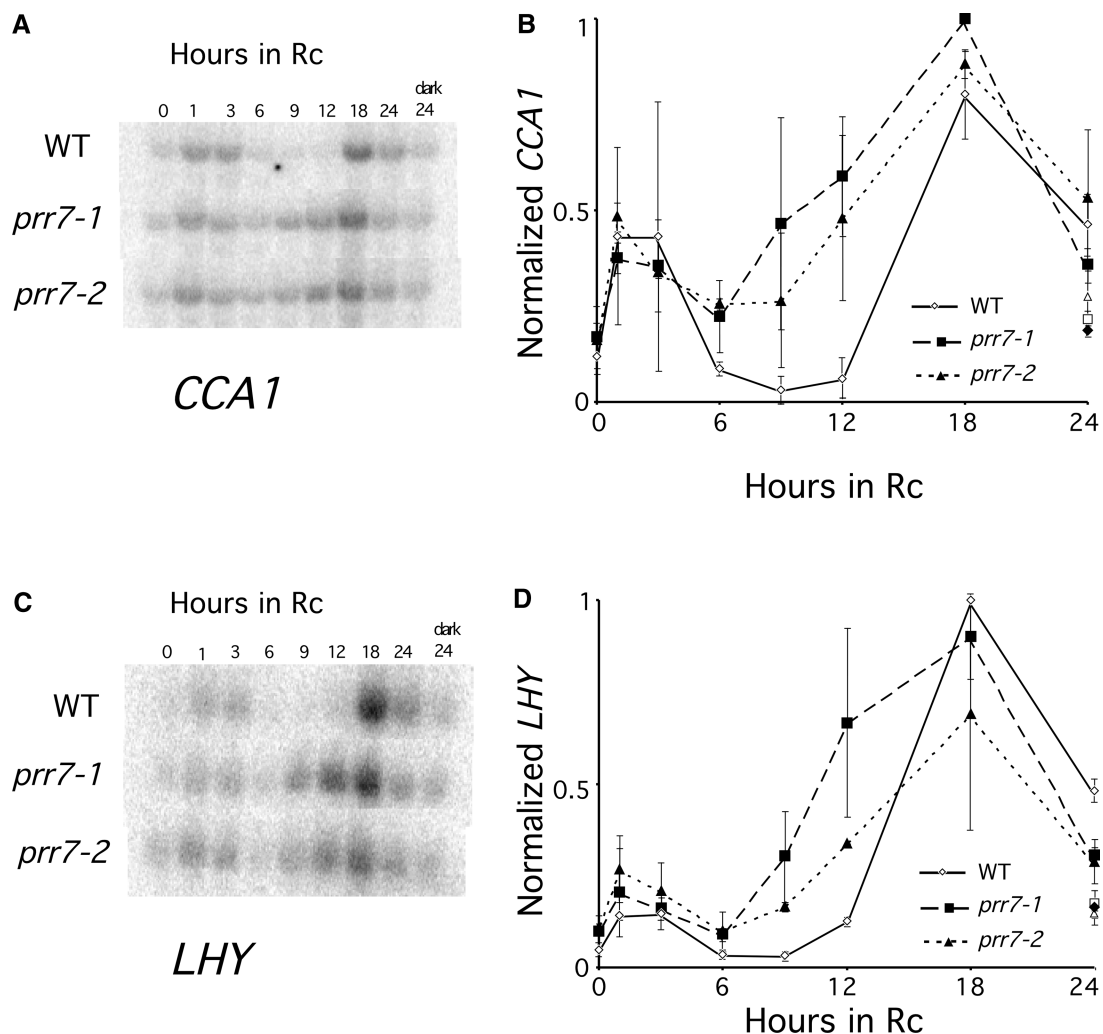 A
Hours in Rc
dark
0 1 3 6 9 12 18 24 24
WT
prr7-1
prr7-2
CCA1
B
Normalized CCA1
1
0.5
0
0 6 12 18 24
Hours in Rc
WT
prr7-1
prr7-2
C
Hours in Rc
dark
0 1 3 6 9 12 18 24 24
WT
prr7-1
prr7-2
LHY
D
Normalized LHY
1
0.5
0
0 6 12 18 24
Hours in Rc
WT
prr7-1
prr7-2